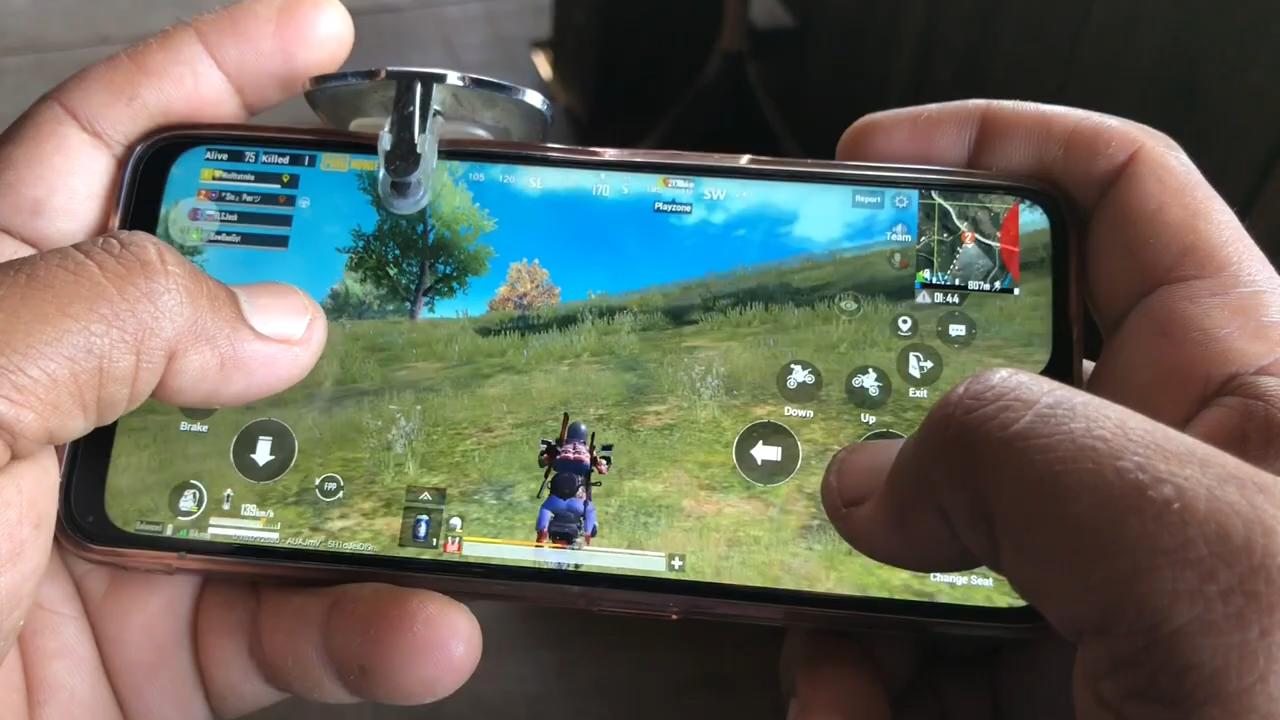 Alive 75 Killed 1
105 120 SE 170 S SW
Playzone
Report
Team
807m
01:44
Down
Up
Exit
Brake
FPP
139km/h
1
Change Seat